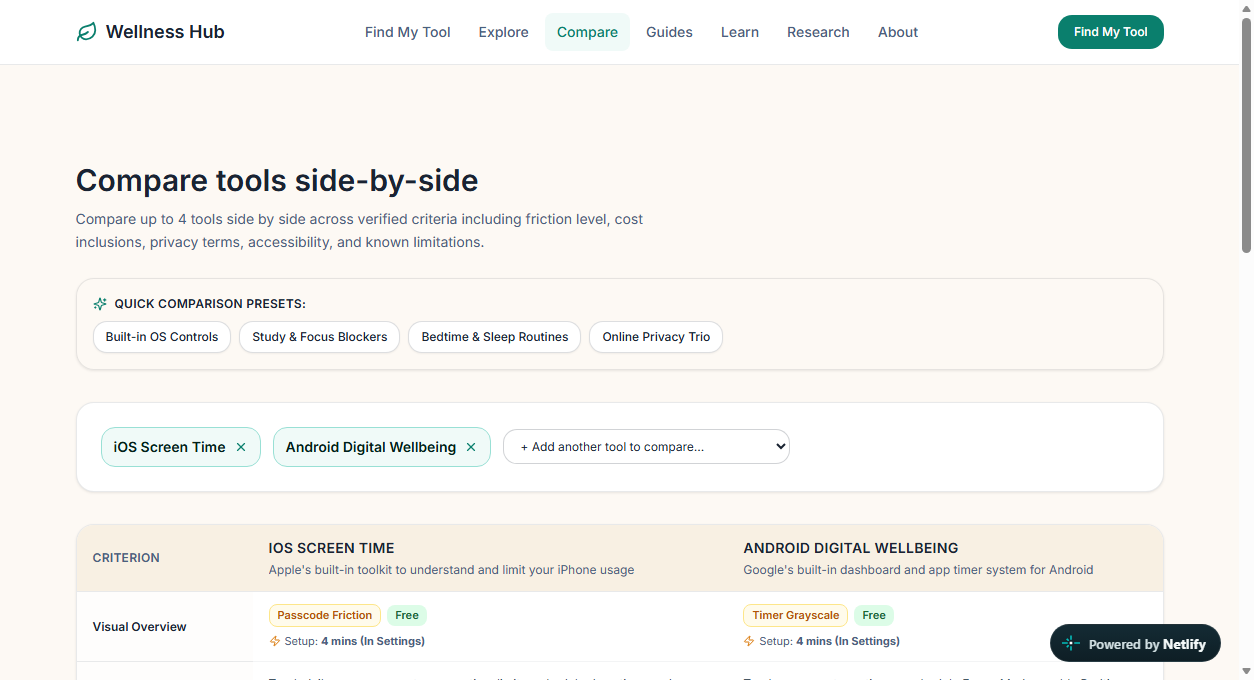 Wellness Hub
Find My Tool
Explore
Compare
Guides
Learn
Research
About
Find My Tool
Compare tools side-by-side
Compare up to 4 tools side by side across verified criteria including friction level, cost
inclusions, privacy terms, accessibility, and known limitations.
QUICK COMPARISON PRESETS:
Built-in OS Controls
Study & Focus Blockers
Bedtime & Sleep Routines
Online Privacy Trio
iOS Screen Time ×
Android Digital Wellbeing ×
+ Add another tool to compare...
CRITERION
IOS SCREEN TIME
Apple's built-in toolkit to understand and limit your iPhone usage
ANDROID DIGITAL WELLBEING
Google's built-in dashboard and app timer system for Android
Visual Overview
Passcode Friction
Free
Setup: 4 mins (In Settings)
Timer Grayscale
Free
Setup: 4 mins (In Settings)
Powered by Netlify